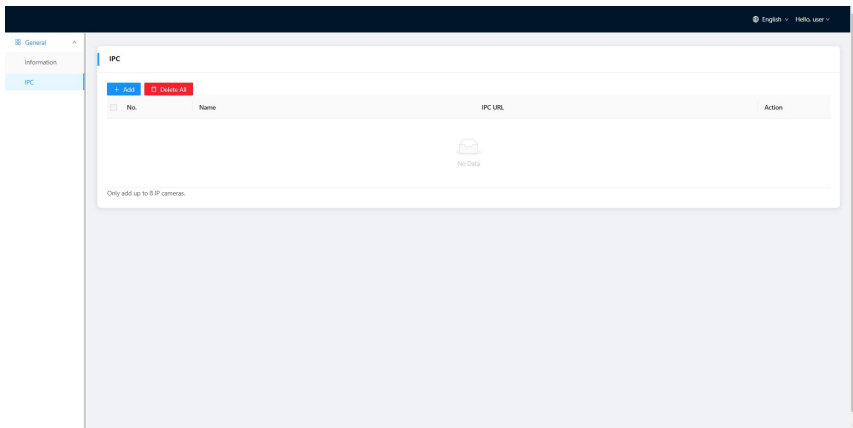 English Hello, user
General
Information
IPC
IPC
+ Add Delete All
No. Name IPC URL Action
No Data
Only add up to 8 IP cameras.